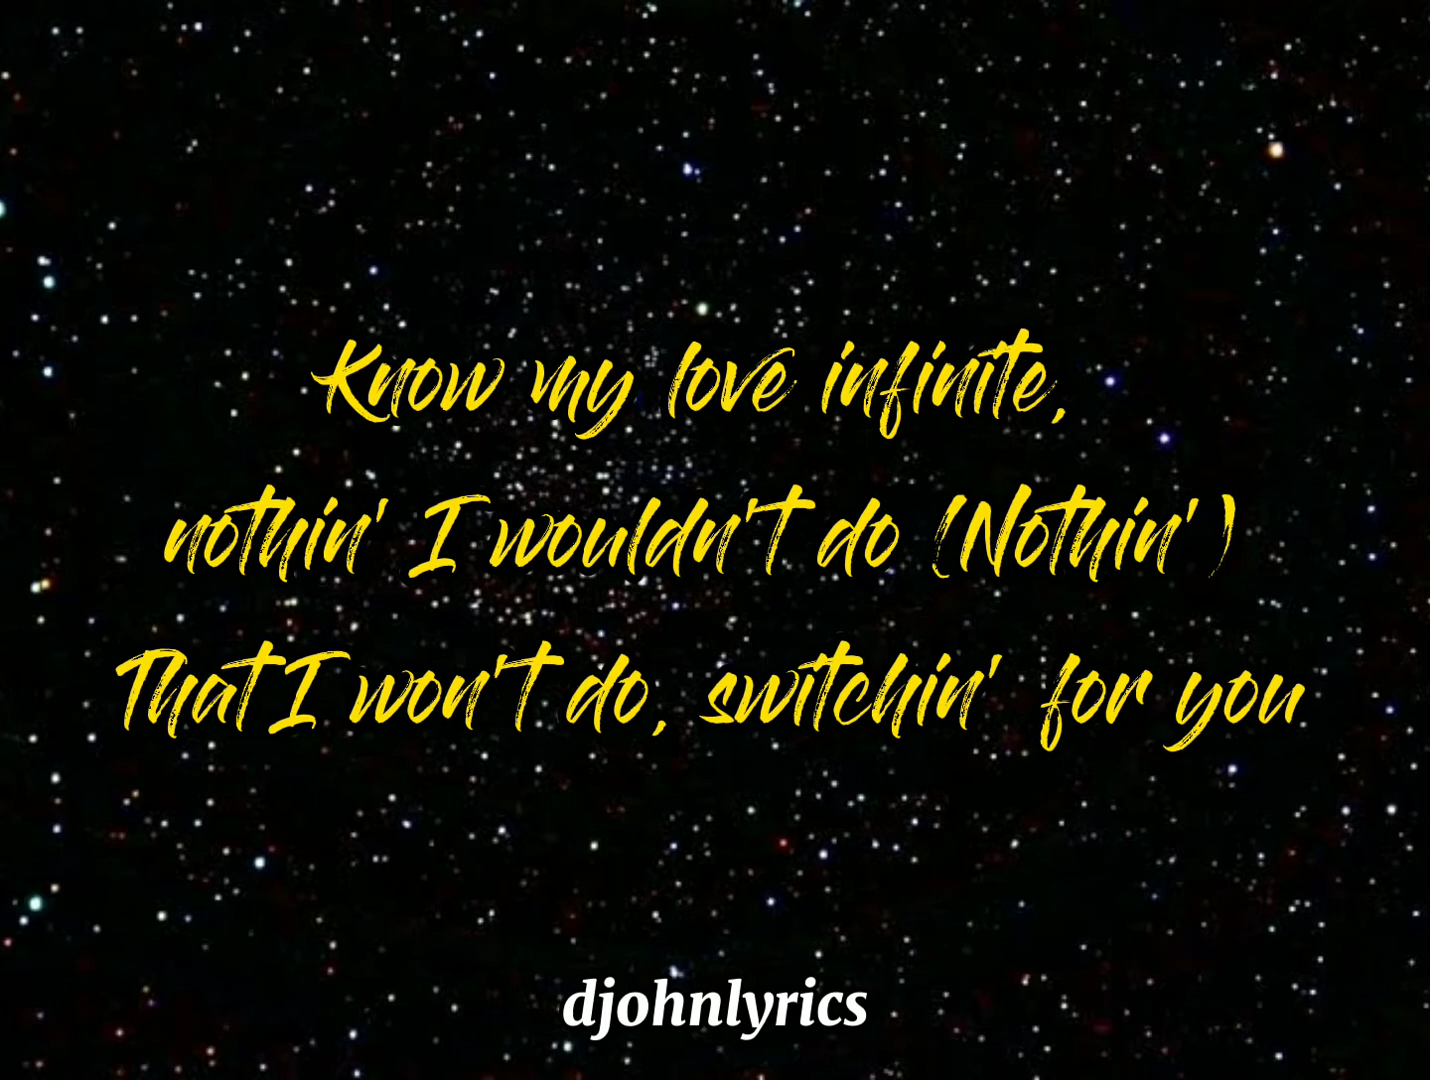 Know my love infinite,
nothin' I wouldn't do (Nothin')
That I won't do, switchin' for you
djohnlyrics